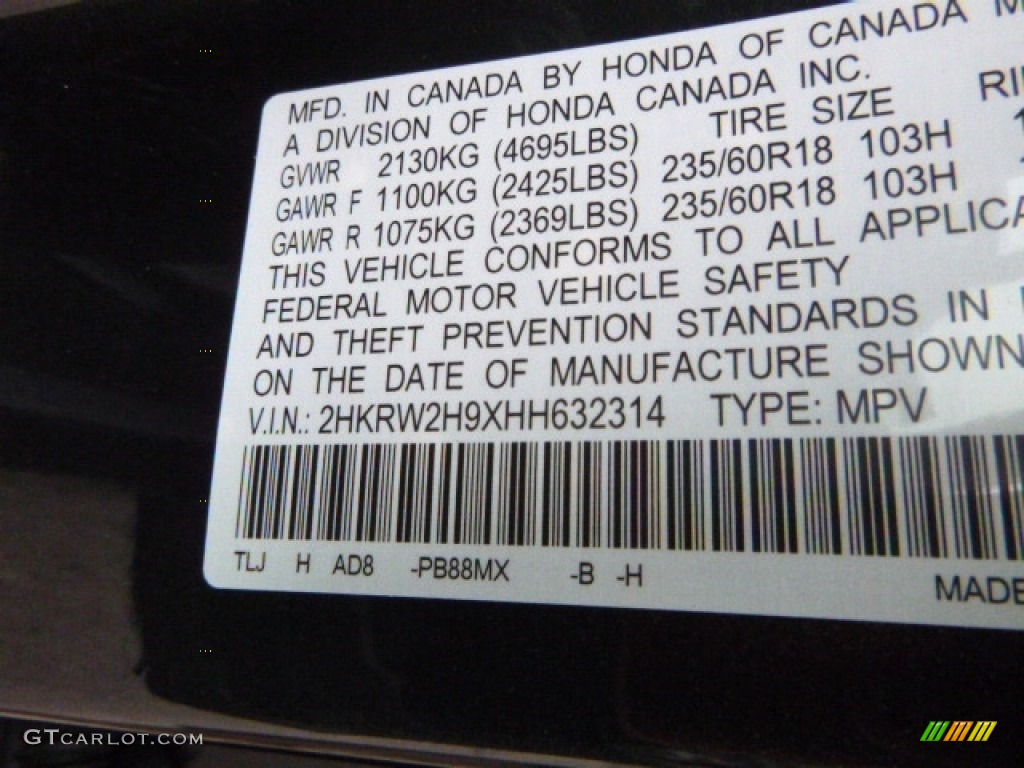 MFD. IN CANADA BY HONDA OF CANADA
A DIVISION OF HONDA CANADA INC.
GVWR 2130KG (4695LBS) TIRE SIZE
GAWR F 1100KG (2425LBS) 235/60R18 103H
GAWR R 1075KG (2369LBS) 235/60R18 103H
THIS VEHICLE CONFORMS TO ALL
FEDERAL MOTOR VEHICLE SAFETY
AND THEFT PREVENTION STANDARDS IN
ON THE DATE OF MANUFACTURE SHOWN
V.I.N.: 2HKRW2H9XHH632314 TYPE: MPV
TLJ H AD8 -PB88MX -B -H
MADE
GTCARLOT.COM